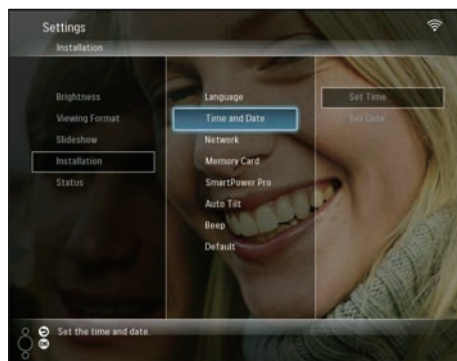 Settings
Installation
Brightness
Viewing Format
Slideshow
Installation
Status
Language
Time and Date
Network
Memory Card
SmartPower Pro
Auto Tilt
Beep
Default
Set Time
Set Date
Set the time and date.
OK